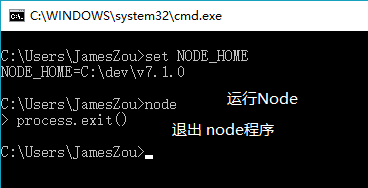 C:\WINDOWS\system32\cmd.exe
C:\Users\JamesZou>set NODE_HOME
NODE_HOME=C:\dev\v7.1.0
C:\Users\JamesZou>node
运行Node
> process.exit()
退出 node程序
C:\Users\JamesZou>